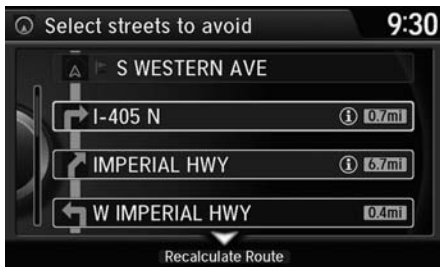 Select streets to avoid 9:30
S WESTERN AVE
I-405 N 0.7mi
IMPERIAL HWY 6.7mi
W IMPERIAL HWY 0.4mi
Recalculate Route